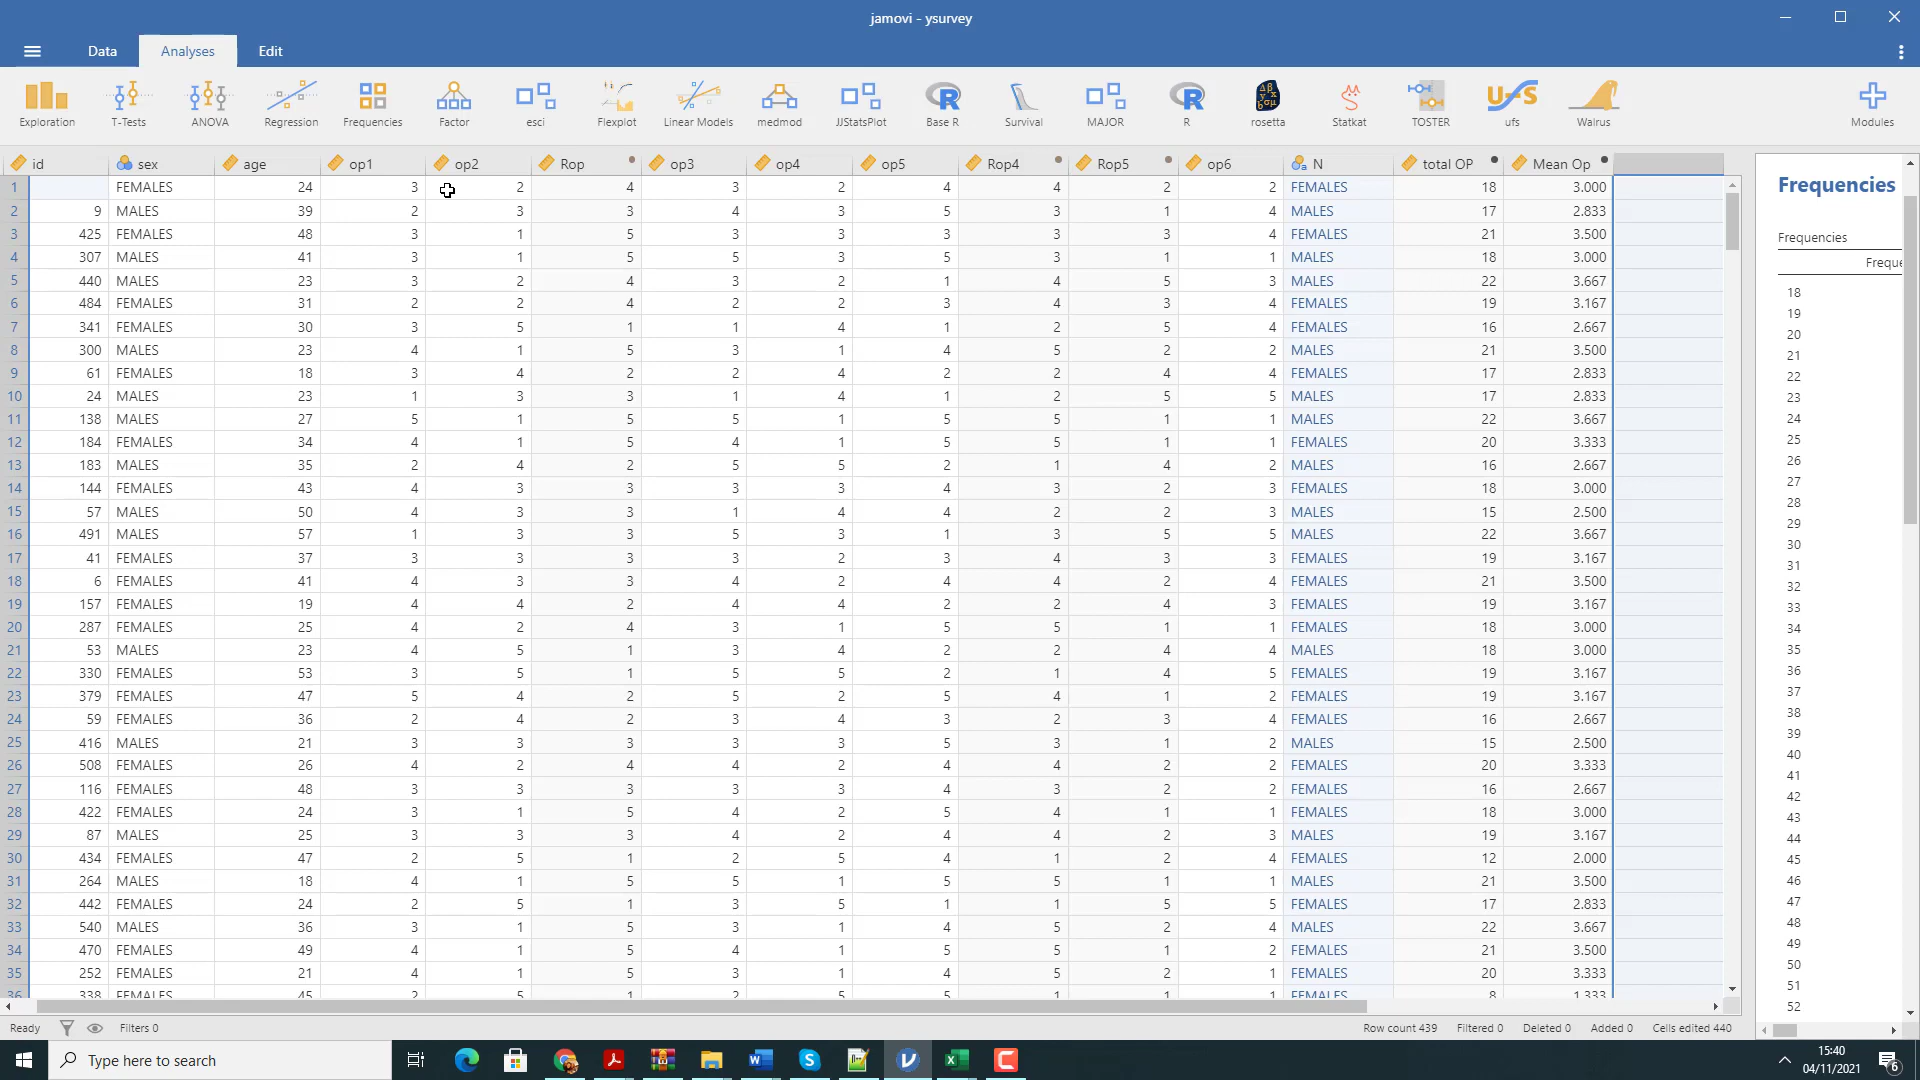 jamovi - ysurvey
Data Analyses Edit
Exploration T-Tests ANOVA Regression Frequencies Factor esci Flexplot Linear Models medmod JJStatsPlot Base R Survival MAJOR R rosetta Statkat TOSTER ufs Walrus Modules
id sex age op1 op2 Rop op3 op4 op5 Rop4 Rop5 op6 N total OP Mean Op
1 FEMALES 24 3 2 4 3 2 4 4 2 2 FEMALES 18 3.000
2 9 MALES 39 2 3 3 4 3 5 3 1 4 MALES 17 2.833
3 425 FEMALES 48 3 1 5 3 3 3 3 3 4 FEMALES 21 3.500
4 307 MALES 41 3 1 5 5 3 5 3 1 1 MALES 18 3.000
5 440 MALES 23 3 2 4 3 2 1 4 5 3 MALES 22 3.667
6 484 FEMALES 31 2 2 4 2 2 3 4 3 4 FEMALES 19 3.167
7 341 FEMALES 30 3 5 1 1 4 1 2 5 4 FEMALES 16 2.667
8 300 MALES 23 4 1 5 3 1 4 5 2 2 MALES 21 3.500
9 61 FEMALES 18 3 4 2 2 4 2 2 4 4 FEMALES 17 2.833
10 24 MALES 23 1 3 3 1 4 1 2 5 5 MALES 17 2.833
11 138 MALES 27 5 1 5 5 1 5 5 1 1 MALES 22 3.667
12 184 FEMALES 34 4 1 5 4 1 5 5 1 1 FEMALES 20 3.333
13 183 MALES 35 2 4 2 5 5 2 1 4 2 MALES 16 2.667
14 144 FEMALES 43 4 3 3 3 3 4 3 2 3 FEMALES 18 3.000
15 57 MALES 50 4 3 3 1 4 4 2 2 3 MALES 15 2.500
16 491 MALES 57 1 3 3 5 3 1 3 5 5 MALES 22 3.667
17 41 FEMALES 37 3 3 3 3 2 3 4 3 3 FEMALES 19 3.167
18 6 FEMALES 41 4 3 3 4 2 4 4 2 4 FEMALES 21 3.500
19 157 FEMALES 19 4 4 2 4 4 2 2 4 3 FEMALES 19 3.167
20 287 FEMALES 25 4 2 4 3 1 5 5 1 1 FEMALES 18 3.000
21 53 MALES 23 4 5 1 3 4 2 2 4 4 MALES 18 3.000
22 330 FEMALES 53 3 5 1 5 5 2 1 4 5 FEMALES 19 3.167
23 379 FEMALES 47 5 4 2 5 2 5 4 1 2 FEMALES 19 3.167
24 59 FEMALES 36 2 4 2 3 4 3 2 3 4 FEMALES 16 2.667
25 416 MALES 21 3 3 3 3 3 5 3 1 2 MALES 15 2.500
26 508 FEMALES 26 4 2 4 4 2 4 4 2 2 FEMALES 20 3.333
27 116 FEMALES 48 3 3 3 3 3 4 3 2 2 FEMALES 16 2.667
28 422 FEMALES 24 3 1 5 4 2 5 4 1 1 FEMALES 18 3.000
29 87 MALES 25 3 3 3 4 2 4 4 2 3 MALES 19 3.167
30 434 FEMALES 47 2 5 1 2 5 4 1 2 4 FEMALES 12 2.000
31 264 MALES 18 4 1 5 5 1 5 5 1 1 MALES 21 3.500
32 442 FEMALES 24 2 5 1 3 5 1 1 5 5 FEMALES 17 2.833
33 540 MALES 36 3 1 5 3 1 4 5 2 4 MALES 22 3.667
34 470 FEMALES 49 4 1 5 4 1 5 5 1 2 FEMALES 21 3.500
35 252 FEMALES 21 4 1 5 3 1 4 5 2 1 FEMALES 20 3.333
36 338 FEMALES 45 2 5 1 2 5 5 1 1 1 FEMALES 8 1.333
Frequencies
Frequencies
Freque
18
19
20
21
22
23
24
25
26
27
28
29
30
31
32
33
34
35
36
37
38
39
40
41
42
43
44
45
46
47
48
49
50
51
52
Ready Filters 0 Row count 439 Filtered 0 Deleted 0 Added 0 Cells edited 440
Type here to search
15:40
04/11/2021
6